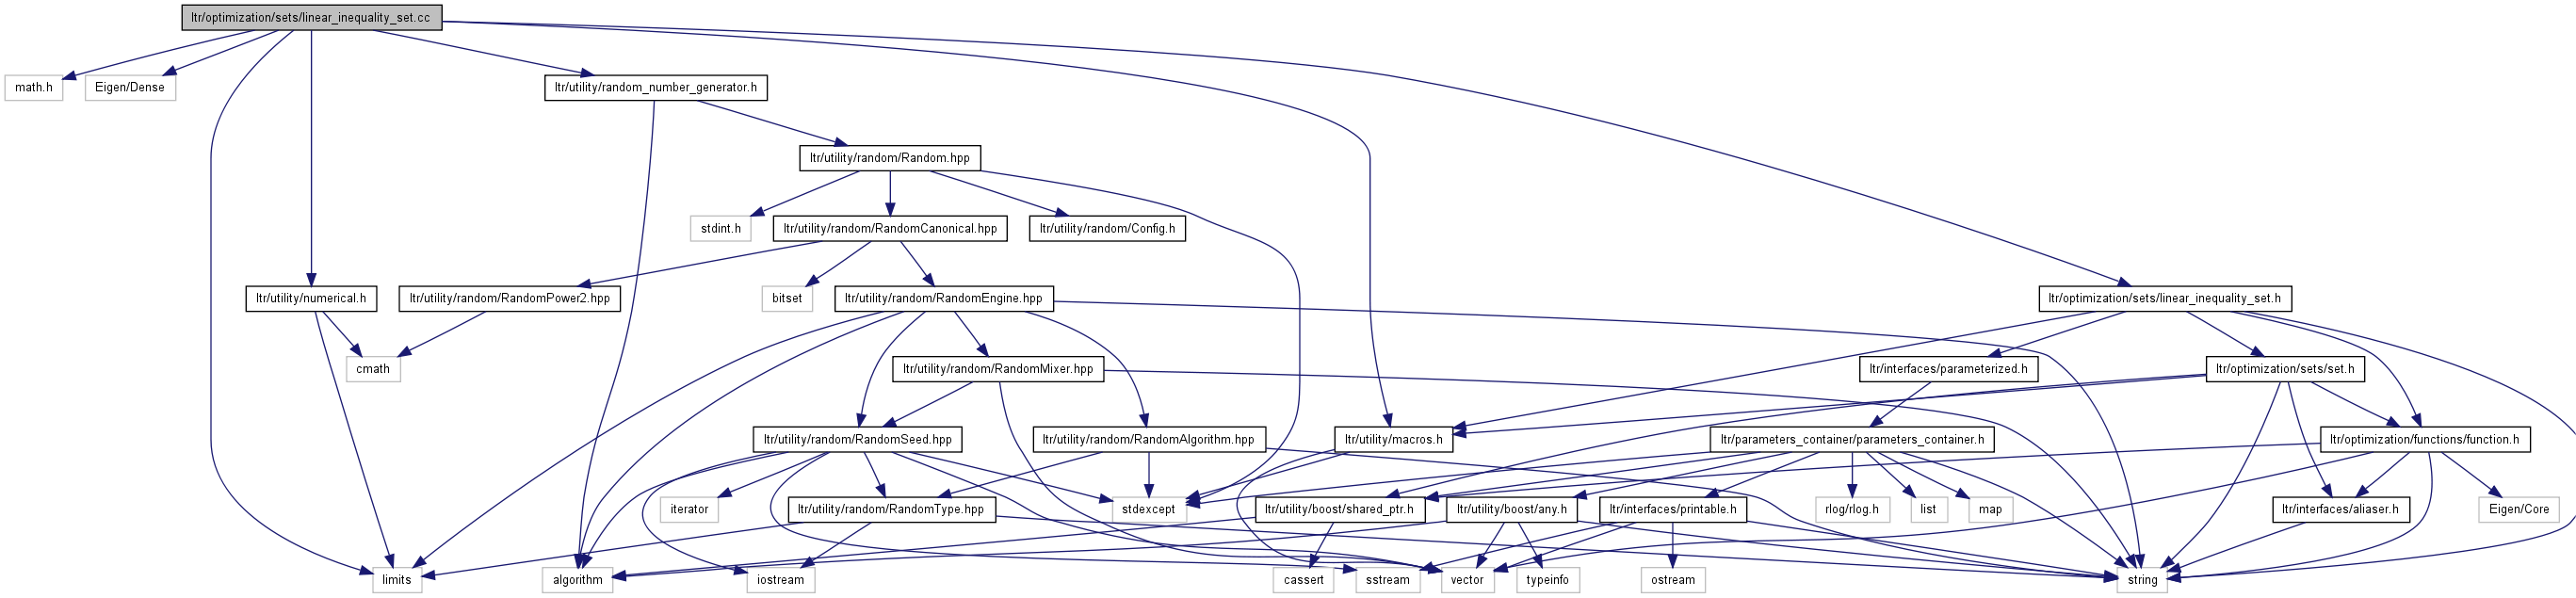 ltr/optimization/sets/linear_inequality_set.cc
math.h
Eigen/Dense
ltr/utility/random_number_generator.h
ltr/utility/random/Random.hpp
stdint.h
ltr/utility/random/RandomCanonical.hpp
ltr/utility/random/Config.h
ltr/utility/numerical.h
ltr/utility/random/RandomPower2.hpp
bitset
ltr/utility/random/RandomEngine.hpp
ltr/optimization/sets/linear_inequality_set.h
cmath
ltr/utility/random/RandomMixer.hpp
ltr/interfaces/parameterized.h
ltr/optimization/sets/set.h
ltr/utility/random/RandomSeed.hpp
ltr/utility/random/RandomAlgorithm.hpp
ltr/utility/macros.h
ltr/parameters_container/parameters_container.h
ltr/optimization/functions/function.h
iterator
ltr/utility/random/RandomType.hpp
stdexcept
ltr/utility/boost/shared_ptr.h
ltr/utility/boost/any.h
ltr/interfaces/printable.h
rlog/rlog.h
list
map
ltr/interfaces/aliaser.h
Eigen/Core
limits
algorithm
iostream
cassert
sstream
vector
typeinfo
ostream
string